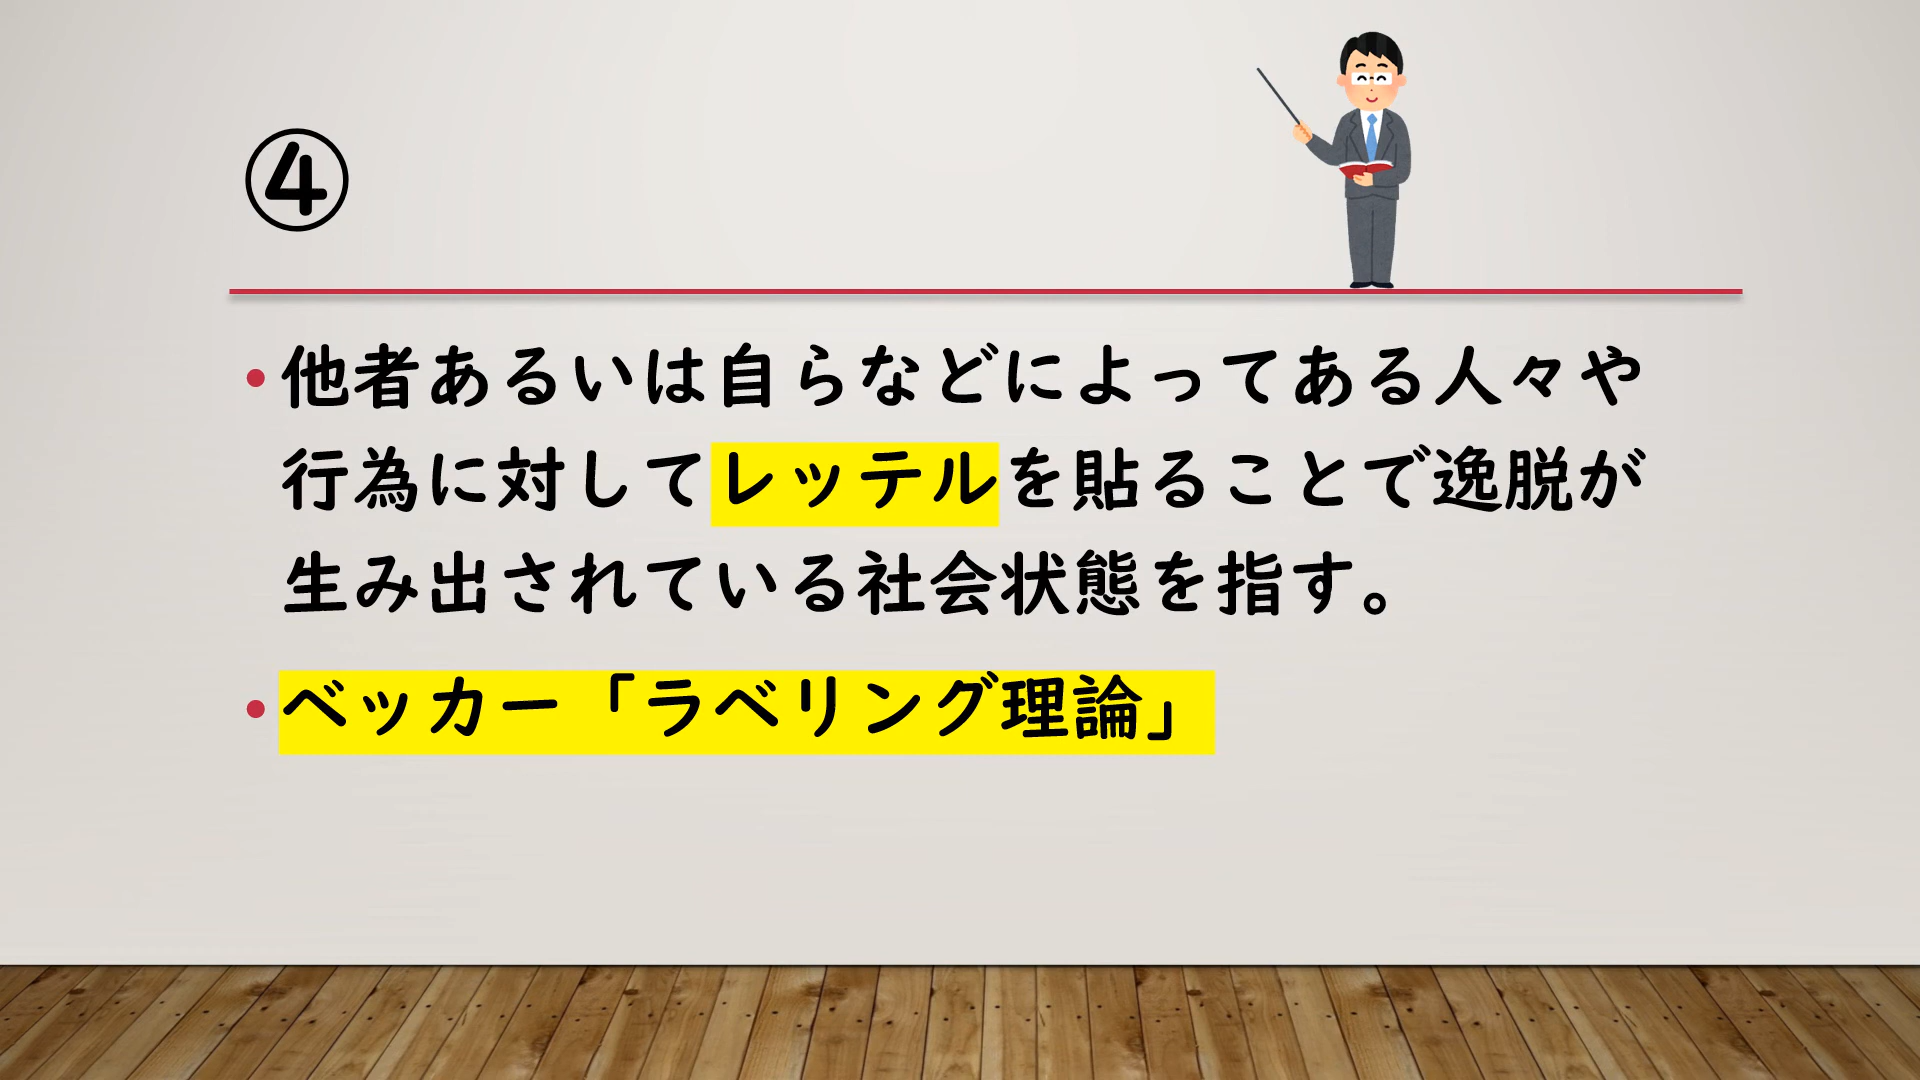 ④
・他者あるいは自らなどによってある人々や
行為に対してレッテルを貼ることで逸脱が
生み出されている社会状態を指す。
・ベッカー「ラベリング理論」